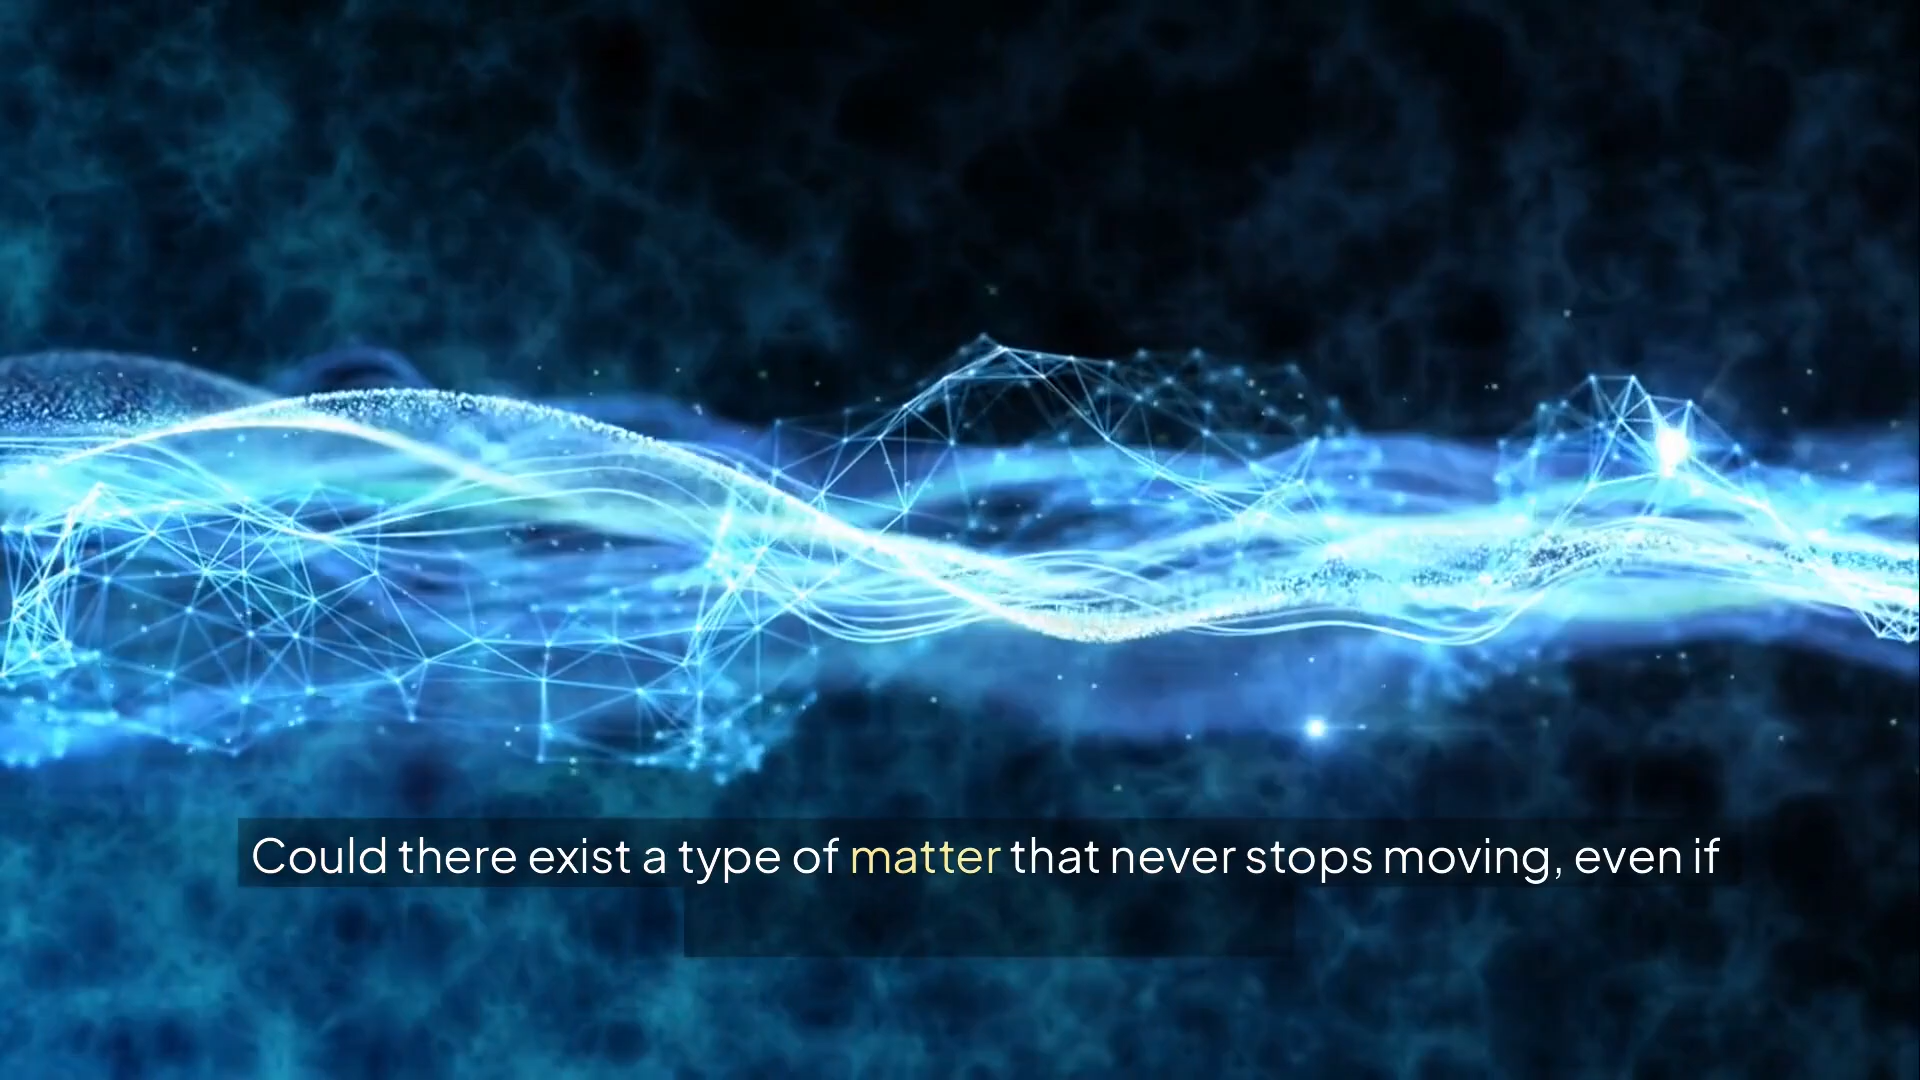 Could there exist a type of matter that never stops moving, even if